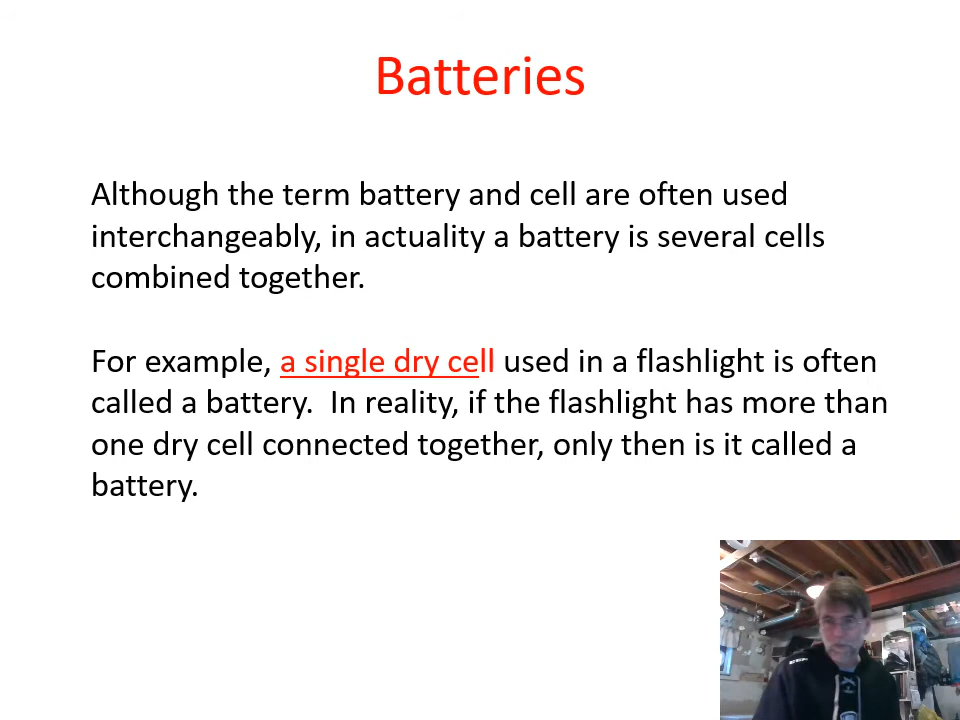 Batteries
Although the term battery and cell are often used
interchangeably, in actuality a battery is several cells
combined together.
For example, a single dry cell used in a flashlight is often
called a battery.  In reality, if the flashlight has more than
one dry cell connected together, only then is it called a
battery.